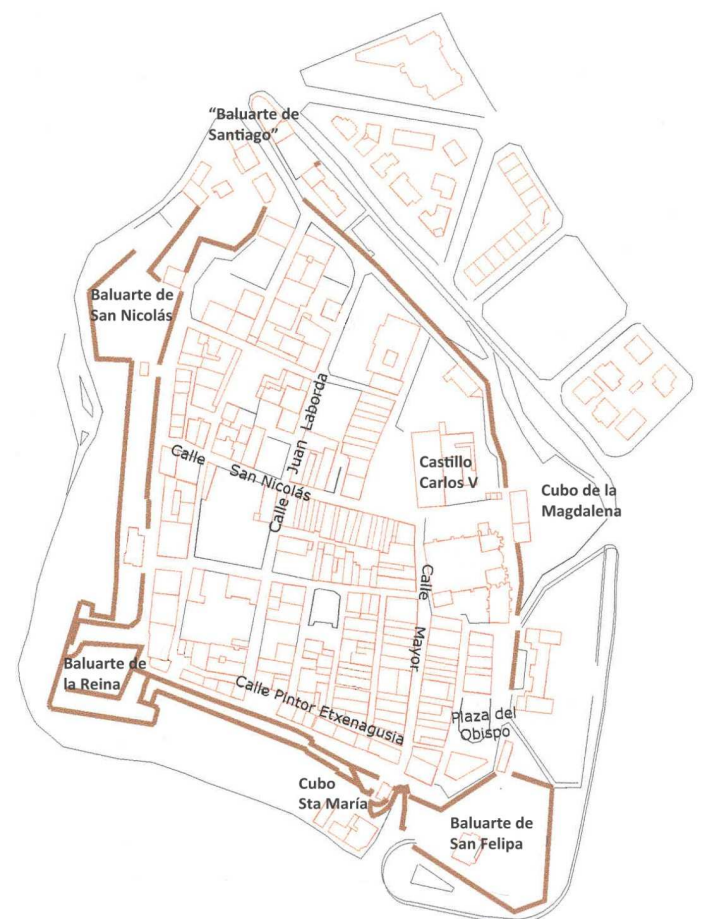 “Baluarte de
Santiago”
Baluarte de
San Nicolás
Calle Juan Laborda
Calle San Nicolás
Castillo
Carlos V
Cubo de la
Magdalena
Calle Mayor
Baluarte de
la Reina
Calle Pintor Etxenagusia
Plaza del
Obispo
Cubo
Sta María
Baluarte de
San Felipa